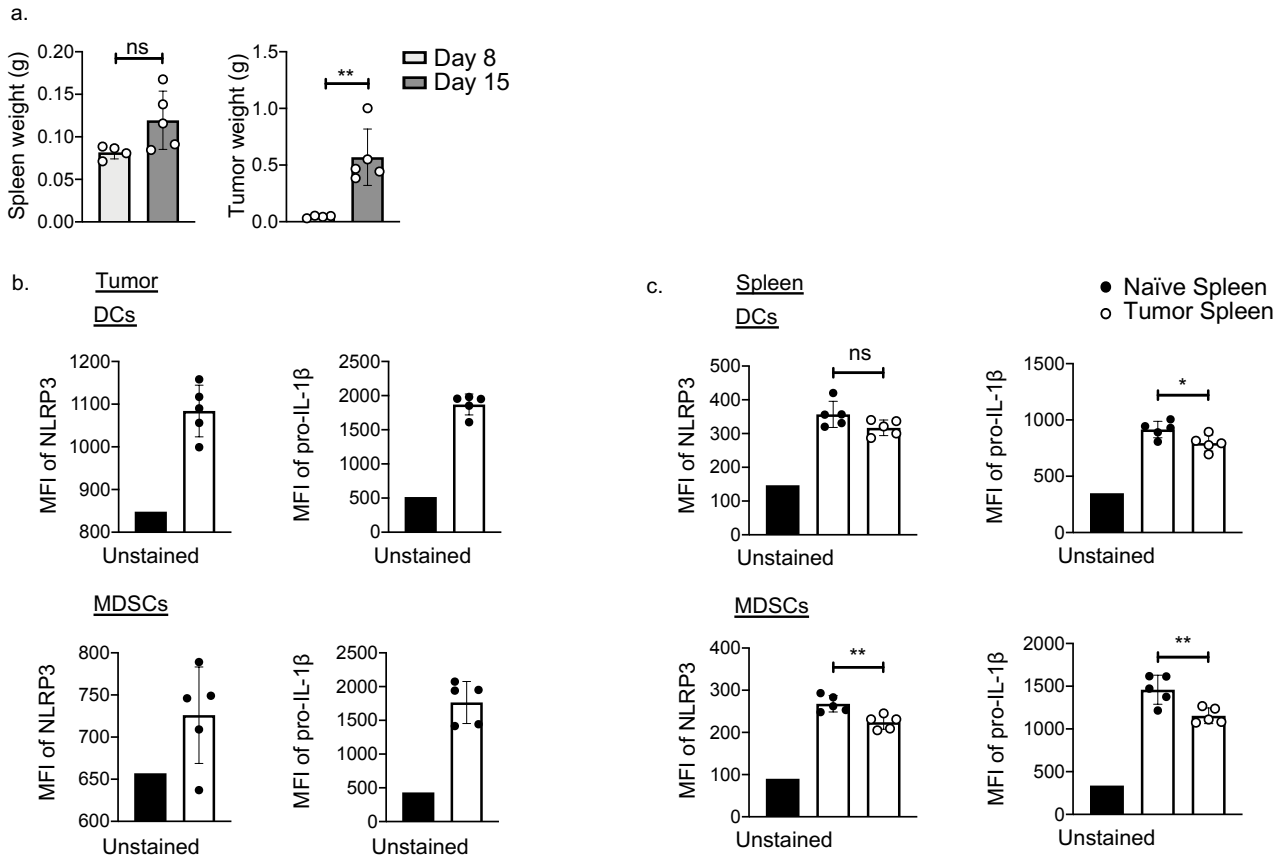 a.
Spleen weight (g)
0.20
0.15
0.10
0.05
0.00
ns
Tumor weight (g)
1.5
1.0
0.5
0.0
**
Day 8
Day 15
b.
Tumor
DCs
MFI of NLRP3
1200
1100
1000
900
800
Unstained
MFI of pro-IL-1β
2500
2000
1500
1000
500
0
Unstained
MDSCs
MFI of NLRP3
800
750
700
650
600
Unstained
MFI of pro-IL-1β
2500
2000
1500
1000
500
0
Unstained
c.
Spleen
DCs
Naïve Spleen
Tumor Spleen
MFI of NLRP3
500
400
300
200
100
0
ns
Unstained
MFI of pro-IL-1β
1500
1000
500
0
*
Unstained
MDSCs
MFI of NLRP3
400
300
200
100
0
**
Unstained
MFI of pro-IL-1β
2000
1500
1000
500
0
**
Unstained